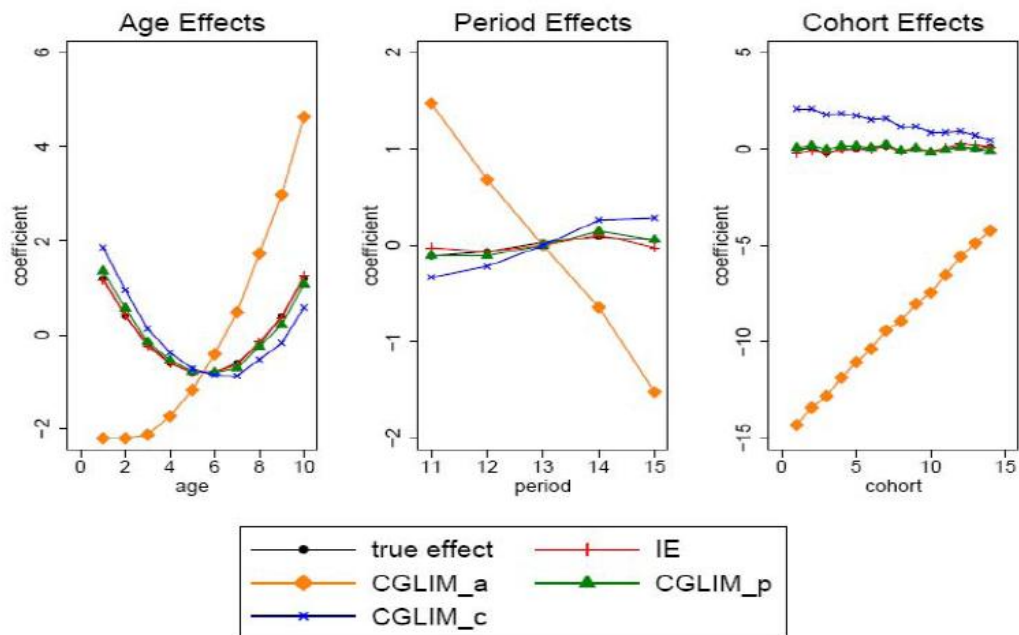 Age Effects
Period Effects
Cohort Effects
6
4
2
0
−2
coefficient
0 2 4 6 8 10
age
2
1
0
−1
−2
coefficient
11 12 13 14 15
period
5
0
−5
−10
−15
coefficient
0 5 10 15
cohort
true effect IE
CGLIM_a CGLIM_p
CGLIM_c